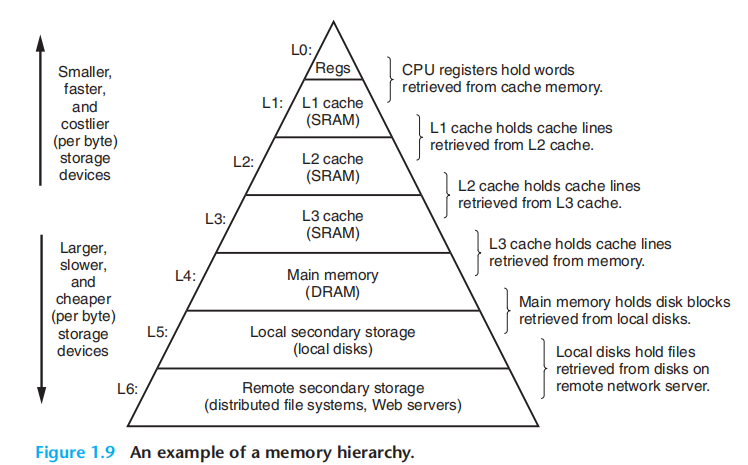 Smaller,
faster,
and
costlier
(per byte)
storage
devices
Larger,
slower,
and
cheaper
(per byte)
storage
devices
L0:
Regs
CPU registers hold words
retrieved from cache memory.
L1:
L1 cache
(SRAM)
L1 cache holds cache lines
retrieved from L2 cache.
L2:
L2 cache
(SRAM)
L2 cache holds cache lines
retrieved from L3 cache.
L3:
L3 cache
(SRAM)
L3 cache holds cache lines
retrieved from memory.
L4:
Main memory
(DRAM)
Main memory holds disk blocks
retrieved from local disks.
L5:
Local secondary storage
(local disks)
Local disks hold files
retrieved from disks on
remote network server.
L6:
Remote secondary storage
(distributed file systems, Web servers)
Figure 1.9 An example of a memory hierarchy.